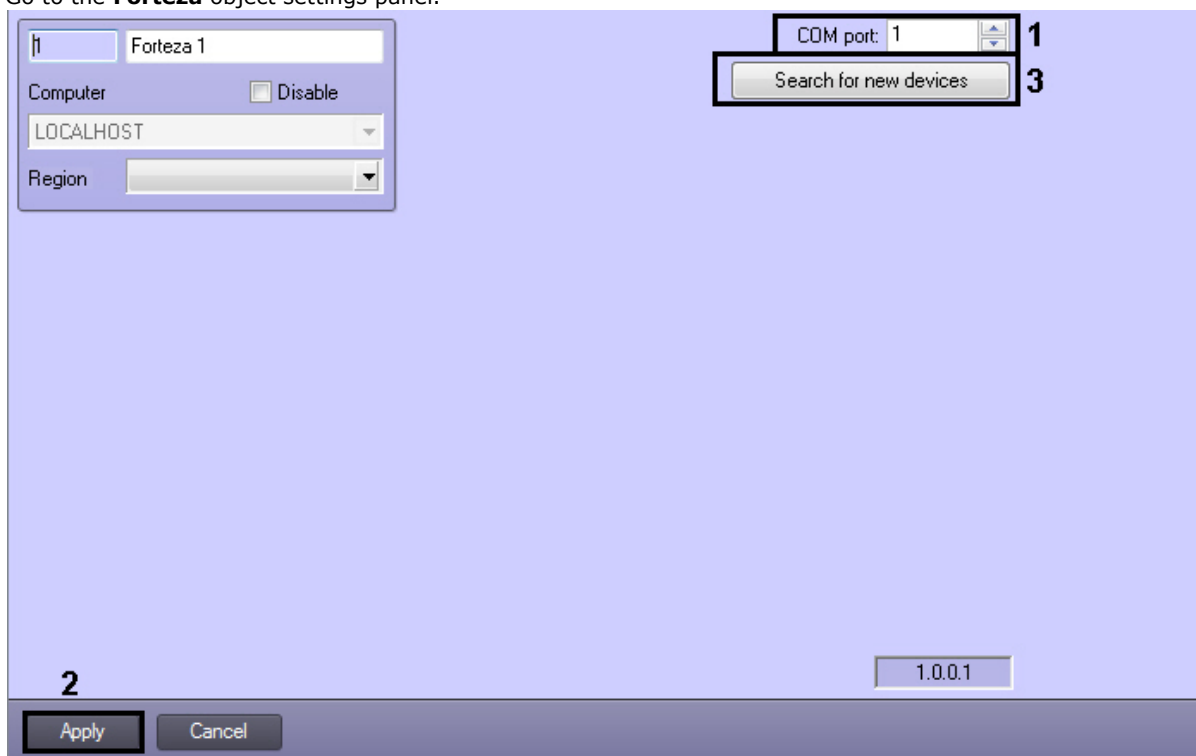 Go to the Forteza object settings panel.
1 Forteza 1
Computer Disable
LOCALHOST
Region
COM port: 1 1
Search for new devices 3
1.0.0.1
2
Apply Cancel